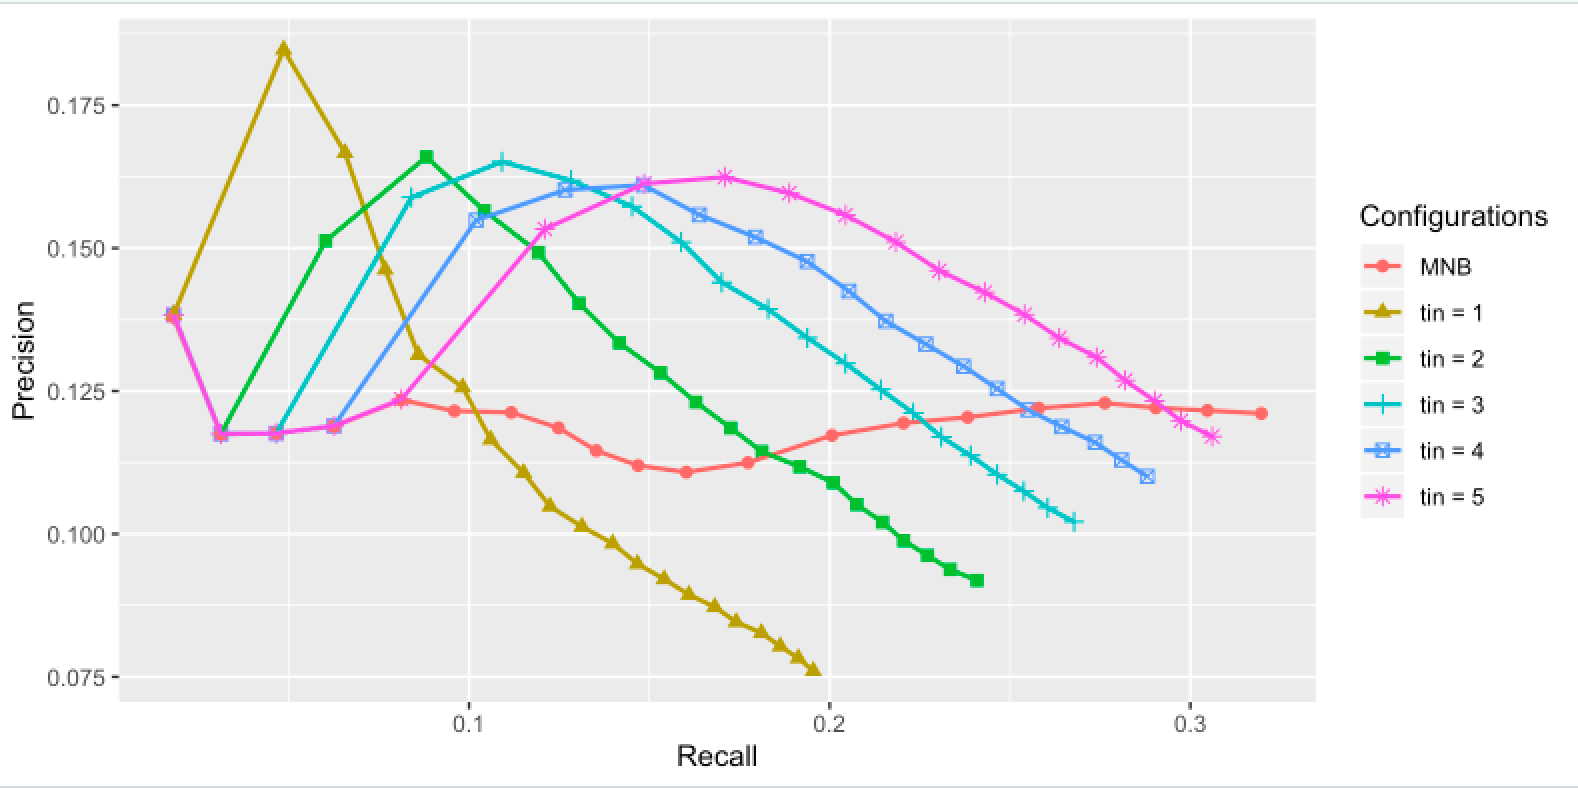 0.175
0.150
0.125
0.100
0.075
Precision
0.1
0.2
0.3
Recall
Configurations
MNB
tin = 1
tin = 2
tin = 3
tin = 4
tin = 5